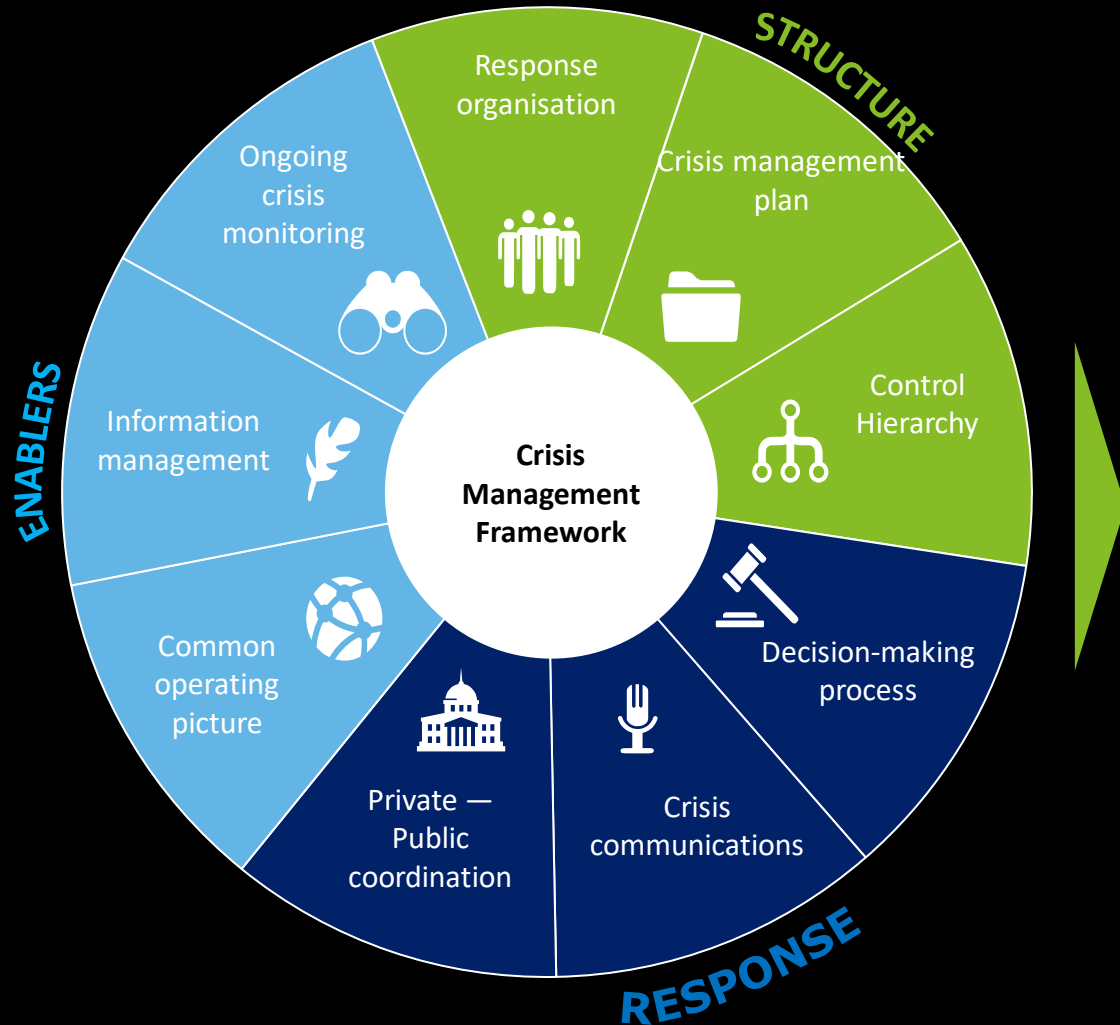 STRUCTURE
Response
organisation
Crisis management
plan
Control
Hierarchy
Decision-making
process
Crisis
communications
Private —
Public
coordination
RESPONSE
Common
operating
picture
Information
management
Ongoing
crisis
monitoring
ENABLERS
Crisis
Management
Framework